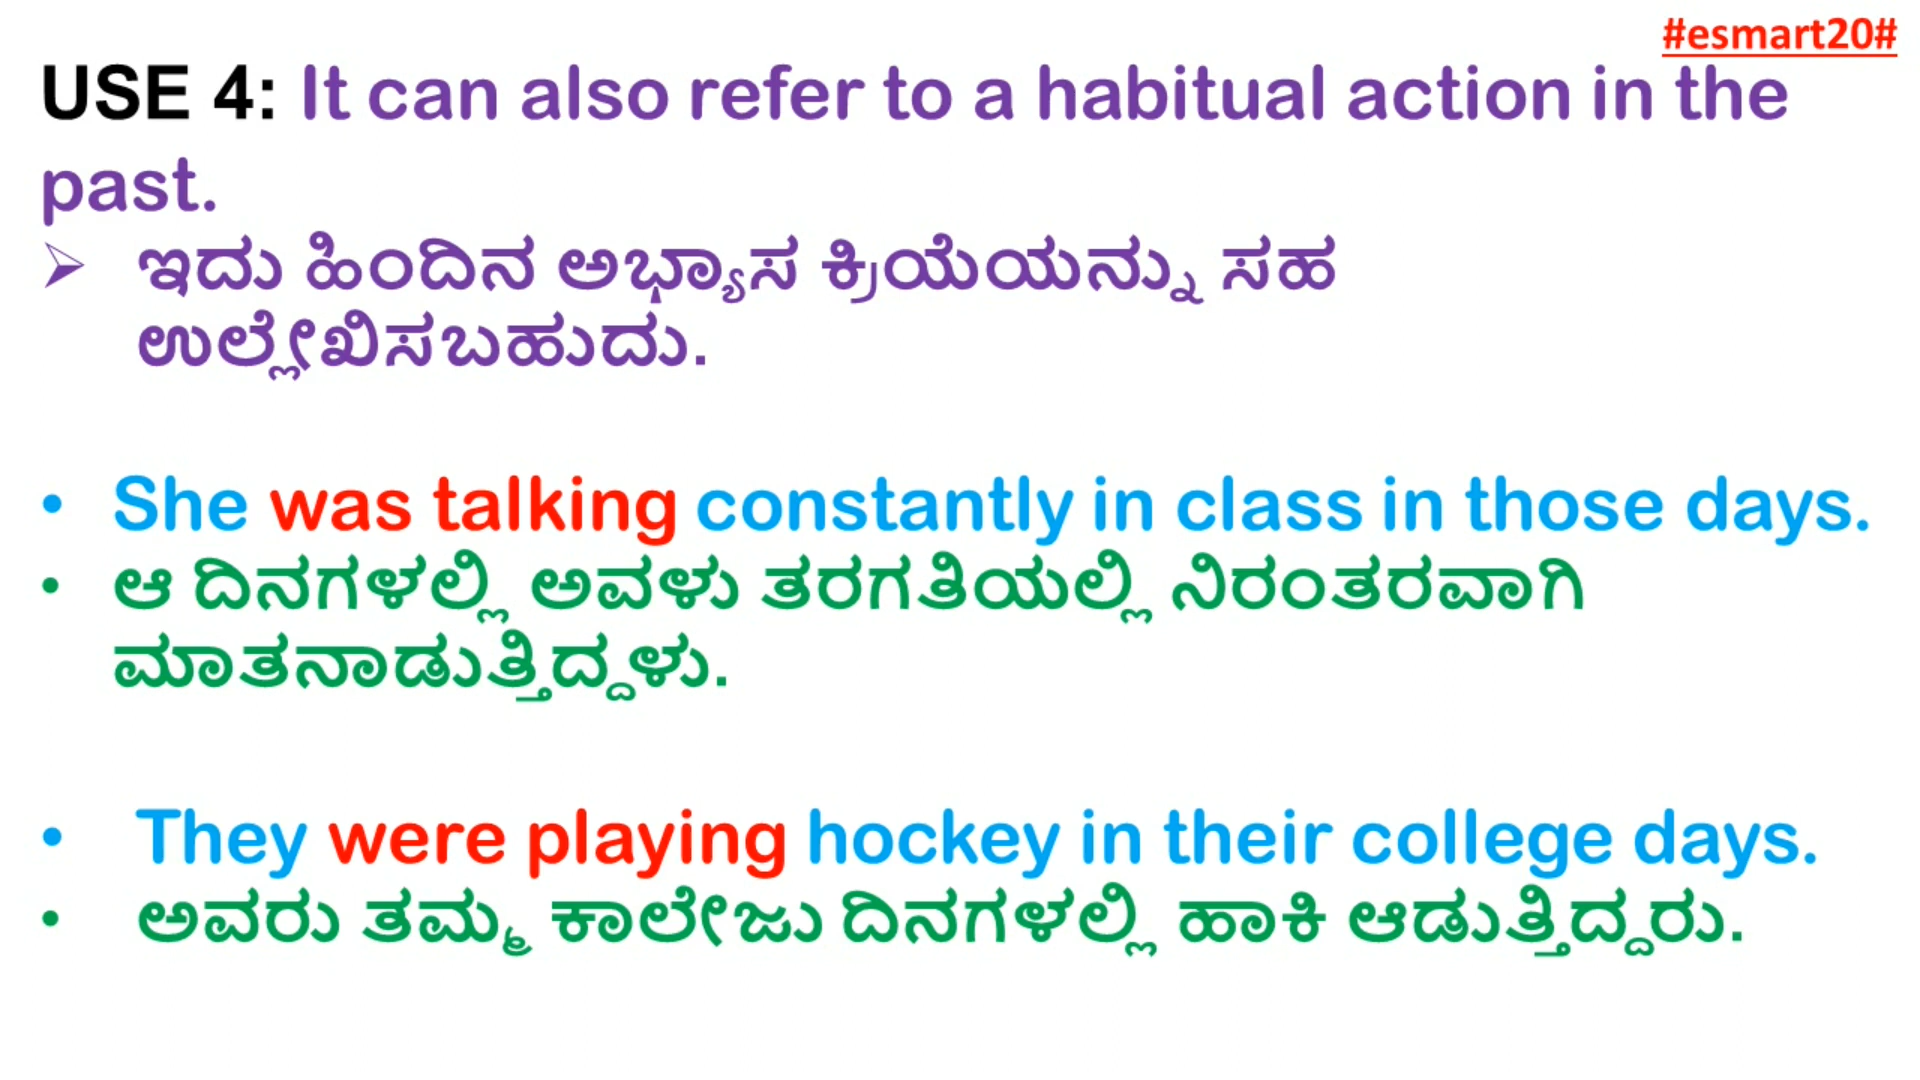 #esmart20#
USE 4: It can also refer to a habitual action in the
past.
➢ ಇದು ಹಿಂದಿನ ಅಭ್ಯಾಸ ಕ್ರಿಯೆಯನ್ನು ಸಹ
ಉಲ್ಲೇಖಿಸಬಹುದು.
• She was talking constantly in class in those days.
• ಆ ದಿನಗಳಲ್ಲಿ ಅವಳು ತರಗತಿಯಲ್ಲಿ ನಿರಂತರವಾಗಿ
ಮಾತನಾಡುತ್ತಿದ್ದಳು.
• They were playing hockey in their college days.
• ಅವರು ತಮ್ಮ ಕಾಲೇಜು ದಿನಗಳಲ್ಲಿ ಹಾಕಿ ಆಡುತ್ತಿದ್ದರು.